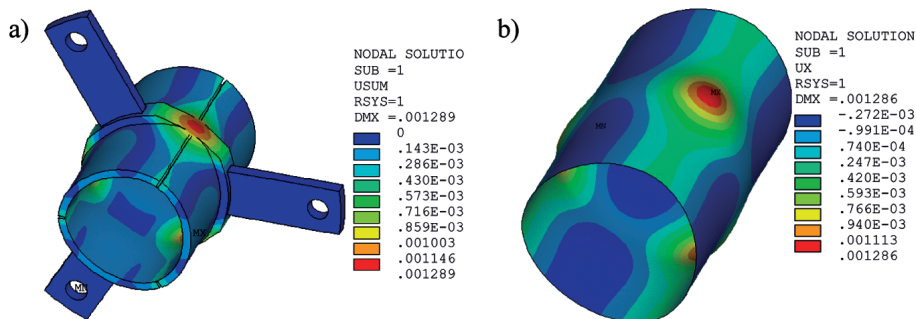 a)
NODAL SOLUTIO
SUB =1
USUM
RSYS=1
DMX =.001289
0
.143E-03
.286E-03
.430E-03
.573E-03
.716E-03
.859E-03
.001003
.001146
.001289
MX
MN
b)
NODAL SOLUTION
SUB =1
UX
RSYS=1
DMX =.001286
-.272E-03
-.991E-04
.740E-04
.247E-03
.420E-03
.593E-03
.766E-03
.940E-03
.001113
.001286
MX
MN